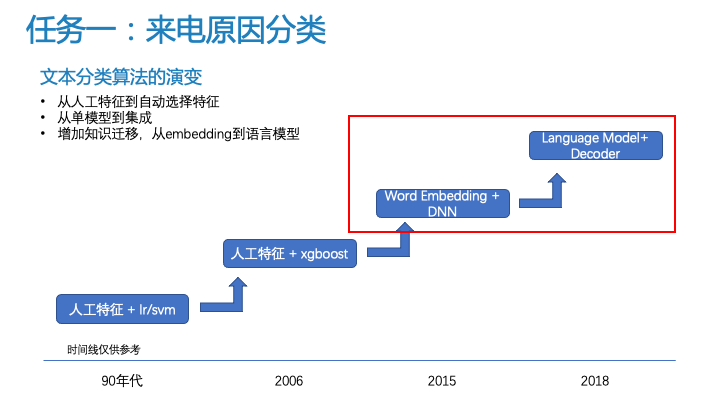 任务一：来电原因分类
文本分类算法的演变
• 从人工特征到自动选择特征
• 从单模型到集成
• 增加知识迁移，从embedding到语言模型
Language Model+
Decoder
Word Embedding +
DNN
人工特征 + xgboost
人工特征 + lr/svm
时间线仅供参考
90年代 2006 2015 2018